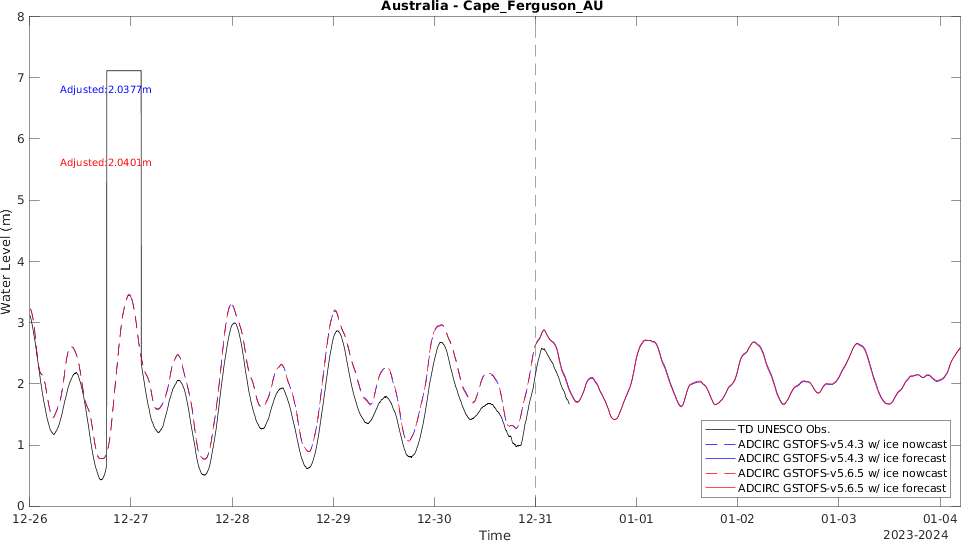 Australia - Cape_Ferguson_AU
8
7
6
5
4
3
2
1
0
Water Level (m)
Adjusted:2.0377m
Adjusted:2.0401m
TD UNESCO Obs.
ADCIRC GSTOFS-v5.4.3 w/ ice nowcast
ADCIRC GSTOFS-v5.4.3 w/ ice forecast
ADCIRC GSTOFS-v5.6.5 w/ ice nowcast
ADCIRC GSTOFS-v5.6.5 w/ ice forecast
12-26 12-27 12-28 12-29 12-30 12-31 01-01 01-02 01-03 01-04
Time
2023-2024